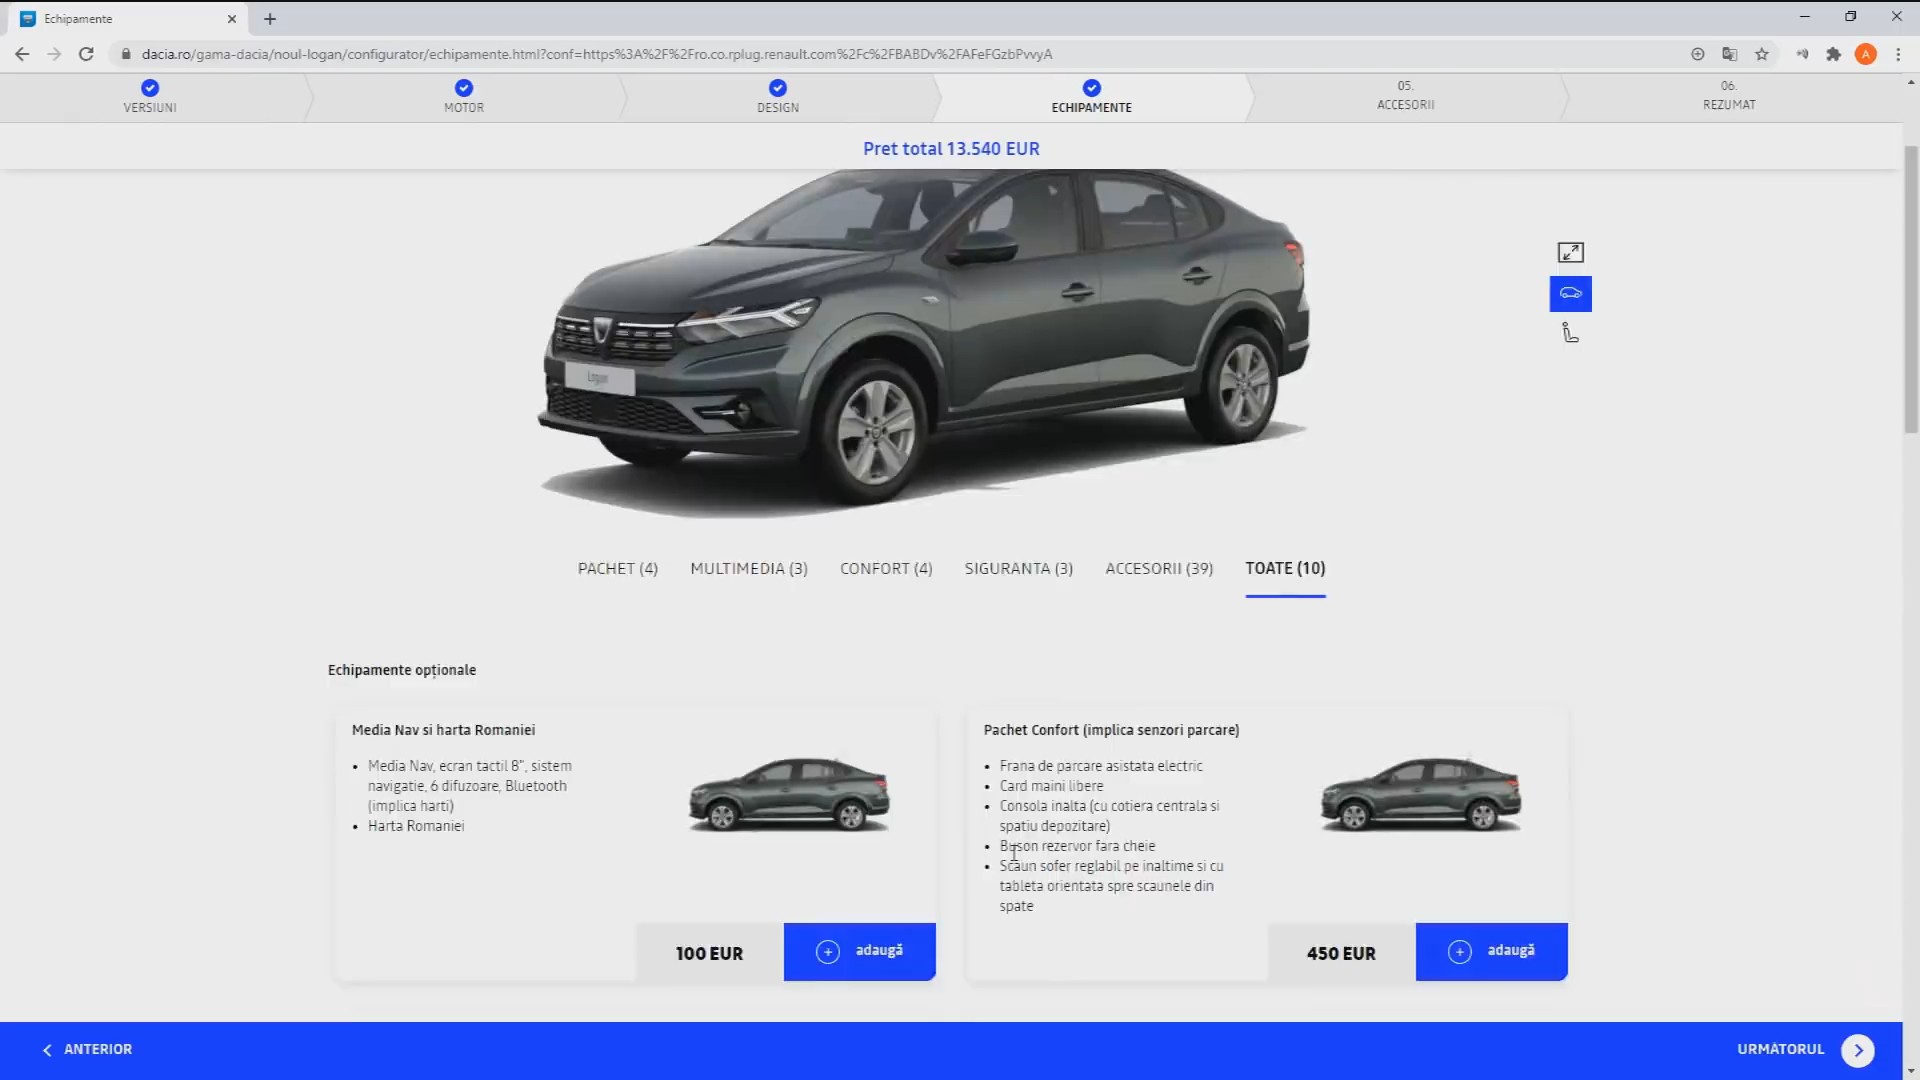 Echipamente
dacia.ro/gama-dacia/noul-logan/configurator/echipamente.html?conf=https%3A%2F%2Fro.co.rplug.renault.com%2Fc%2FBABDv%2FAFeFGzbPvvyA
A
VERSIUNI
MOTOR
DESIGN
ECHIPAMENTE
05.
ACCESORII
06.
REZUMAT
Pret total 13.540 EUR
Logan
PACHET (4) MULTIMEDIA (3) CONFORT (4) SIGURANTA (3) ACCESORII (39) TOATE (10)
Echipamente opționale
Media Nav si harta Romaniei
• Media Nav, ecran tactil 8", sistem
navigatie, 6 difuzoare, Bluetooth
(implica harti)
• Harta Romaniei
100 EUR
adaugă
Pachet Confort (implica senzori parcare)
• Frana de parcare asistata electric
• Card maini libere
• Consola inalta (cu cotiera centrala si
spatiu depozitare)
• Buson rezervor fara cheie
• Scaun sofer reglabil pe inaltime si cu
tableta orientata spre scaunele din
spate
450 EUR
adaugă
ANTERIOR
URMĂTORUL